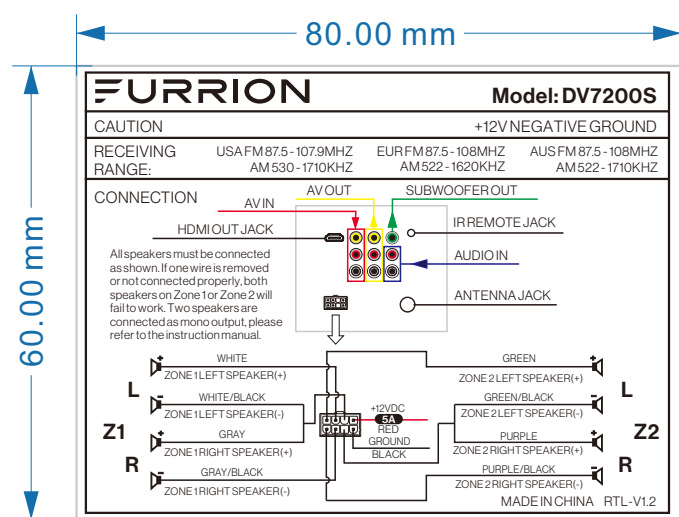 80.00 mm
60.00 mm
FURRION
Model: DV7200S
CAUTION
+12V NEGATIVE GROUND
RECEIVING RANGE:
USA FM 87.5 - 107.9MHZ
AM 530 - 1710KHZ
EUR FM 87.5 - 108MHZ
AM 522 - 1620KHZ
AUS FM 87.5 - 108MHZ
AM 522 - 1710KHZ
CONNECTION
AV IN
AV OUT
SUBWOOFER OUT
HDMI OUT JACK
IR REMOTE JACK
AUDIO IN
ANTENNA JACK
All speakers must be connected
as shown. If one wire is removed
or not connected properly, both
speakers on Zone 1 or Zone 2 will
fail to work. Two speakers are
connected as mono output, please
refer to the instruction manual.
WHITE
ZONE 1 LEFT SPEAKER(+)
L
WHITE/BLACK
ZONE 1 LEFT SPEAKER(-)
Z1
GRAY
ZONE 1 RIGHT SPEAKER(+)
R
GRAY/BLACK
ZONE 1 RIGHT SPEAKER(-)
+12VDC
5A
RED
GROUND
BLACK
GREEN
ZONE 2 LEFT SPEAKER(+)
L
GREEN/BLACK
ZONE 2 LEFT SPEAKER(-)
Z2
PURPLE
ZONE 2 RIGHT SPEAKER(+)
R
PURPLE/BLACK
ZONE 2 RIGHT SPEAKER(-)
MADE IN CHINA RTL-V1.2